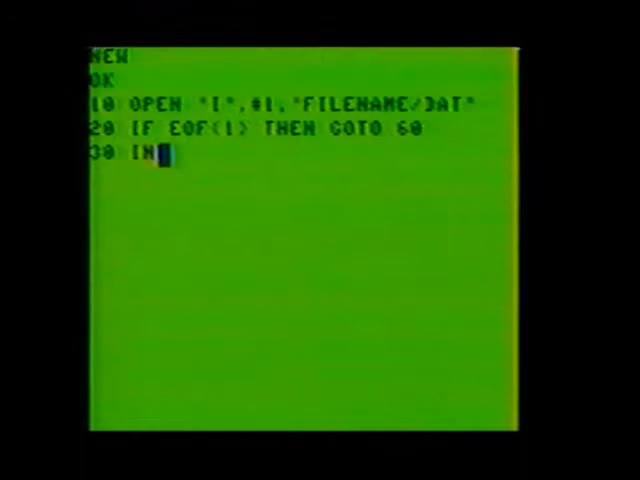 NEW
OK
10 OPEN "I",#1,"FILENAME/DAT"
20 IF EOF(1) THEN GOTO 60
30 IN